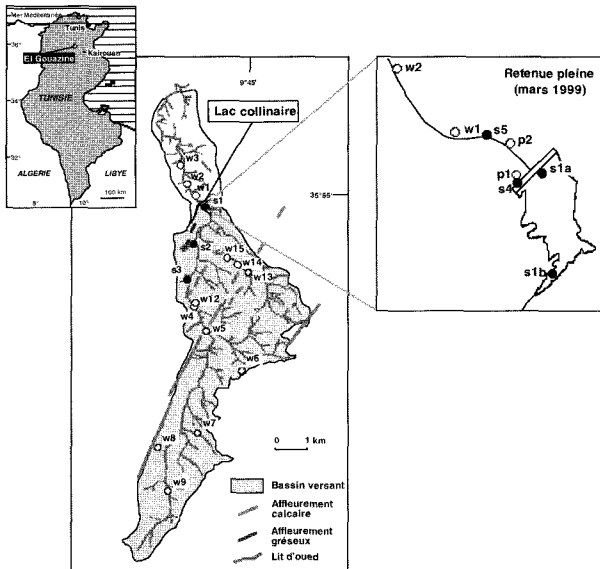 Mer Méditerranée
Tunis
36°
Kairouan
El Gouazine
TUNISIE
34°
32°
ALGERIE
LIBYE
8°
12°
100 km
9°45'
Lac collinaire
35°55'
w3
w2
w1
s1
s2
w15
w14
w13
s3
w12
w4
w5
w6
w7
w8
w9
0 1 km
Bassin versant
Affleurement
calcaire
Affleurement
gréseux
Lit d'oued
w2
Retenue pleine
(mars 1999)
w1
s5
p2
p1
s4
s1a
s1b